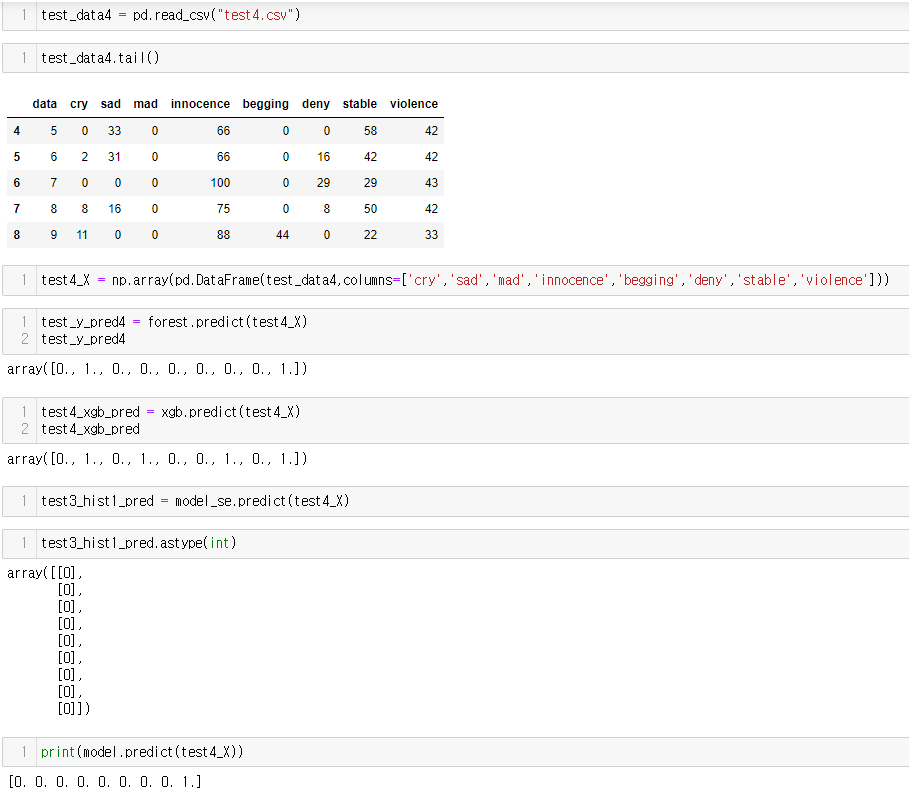 1 test_data4 = pd.read_csv("test4.csv")
1 test_data4.tail()
data cry sad mad innocence begging deny stable violence
4 5 0 33 0 66 0 0 58 42
5 6 2 31 0 66 0 16 42 42
6 7 0 0 0 100 0 29 29 43
7 8 8 16 0 75 0 8 50 42
8 9 11 0 0 88 44 0 22 33
1 test4_X = np.array(pd.DataFrame(test_data4,columns=['cry','sad','mad','innocence','begging','deny','stable','violence']))
1 test_y_pred4 = forest.predict(test4_X)
2 test_y_pred4
array([0., 1., 0., 0., 0., 0., 0., 0., 1.])
1 test4_xgb_pred = xgb.predict(test4_X)
2 test4_xgb_pred
array([0., 1., 0., 1., 0., 0., 1., 0., 1.])
1 test3_hist1_pred = model_se.predict(test4_X)
1 test3_hist1_pred.astype(int)
array([[0],
[0],
[0],
[0],
[0],
[0],
[0],
[0],
[0]])
1 print(model.predict(test4_X))
[0. 0. 0. 0. 0. 0. 0. 0. 1.]